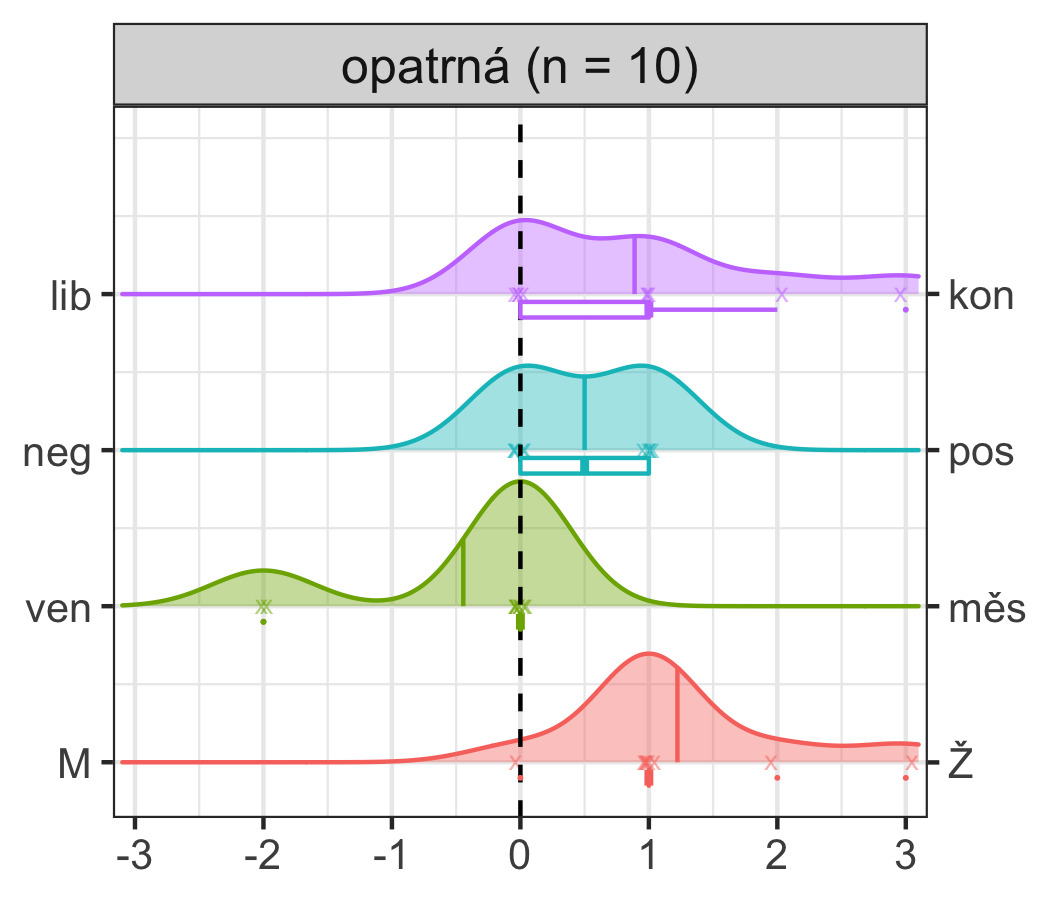 opatrná (n = 10)
lib kon
neg pos
ven měs
M Ž
-3 -2 -1 0 1 2 3